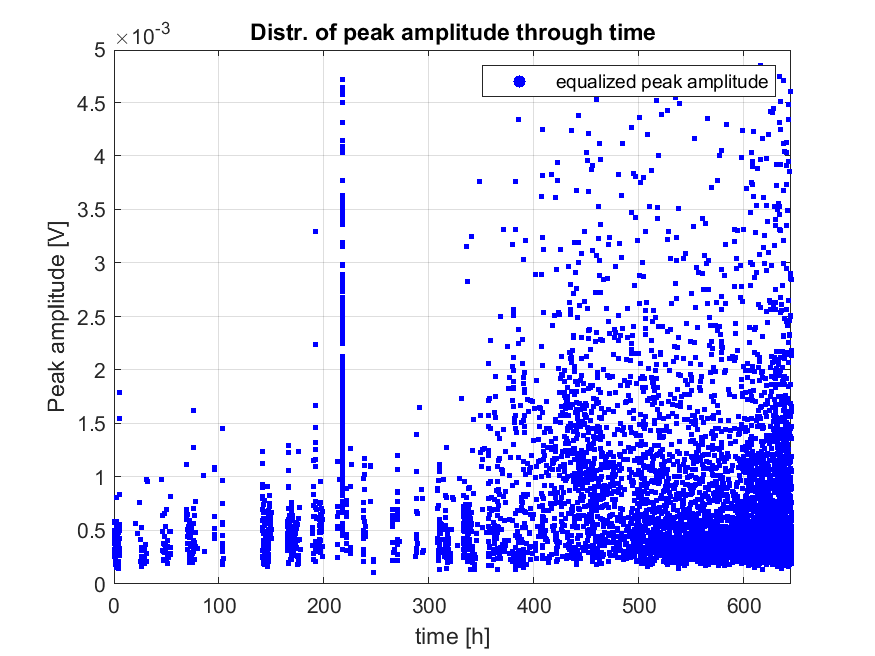 ×10-3
Distr. of peak amplitude through time
equalized peak amplitude
Peak amplitude [V]
5
4.5
4
3.5
3
2.5
2
1.5
1
0.5
0
0 100 200 300 400 500 600
time [h]